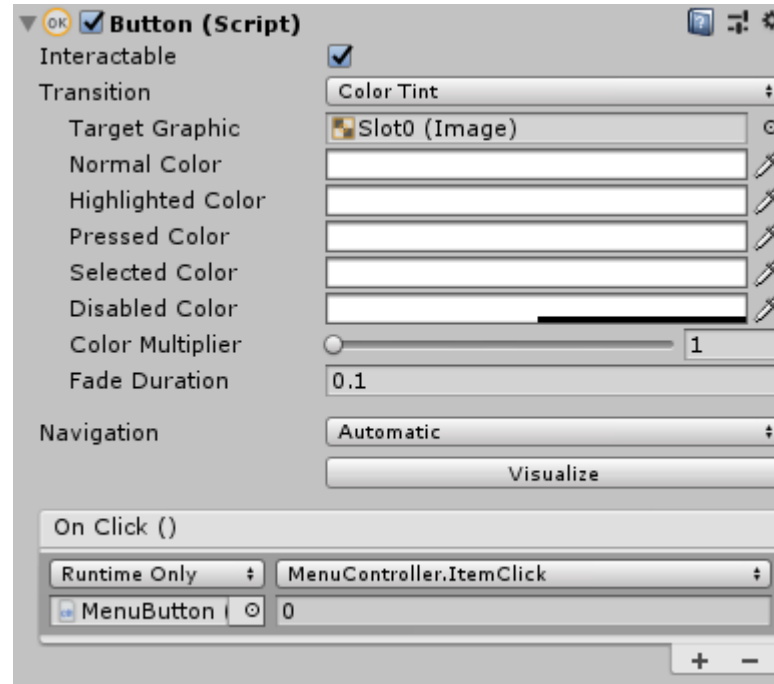 OK Button (Script)
Interactable
Transition Color Tint
Target Graphic Slot0 (Image)
Normal Color
Highlighted Color
Pressed Color
Selected Color
Disabled Color
Color Multiplier 1
Fade Duration 0.1
Navigation Automatic
Visualize
On Click ()
Runtime Only MenuController.ItemClick
MenuButton ( 0